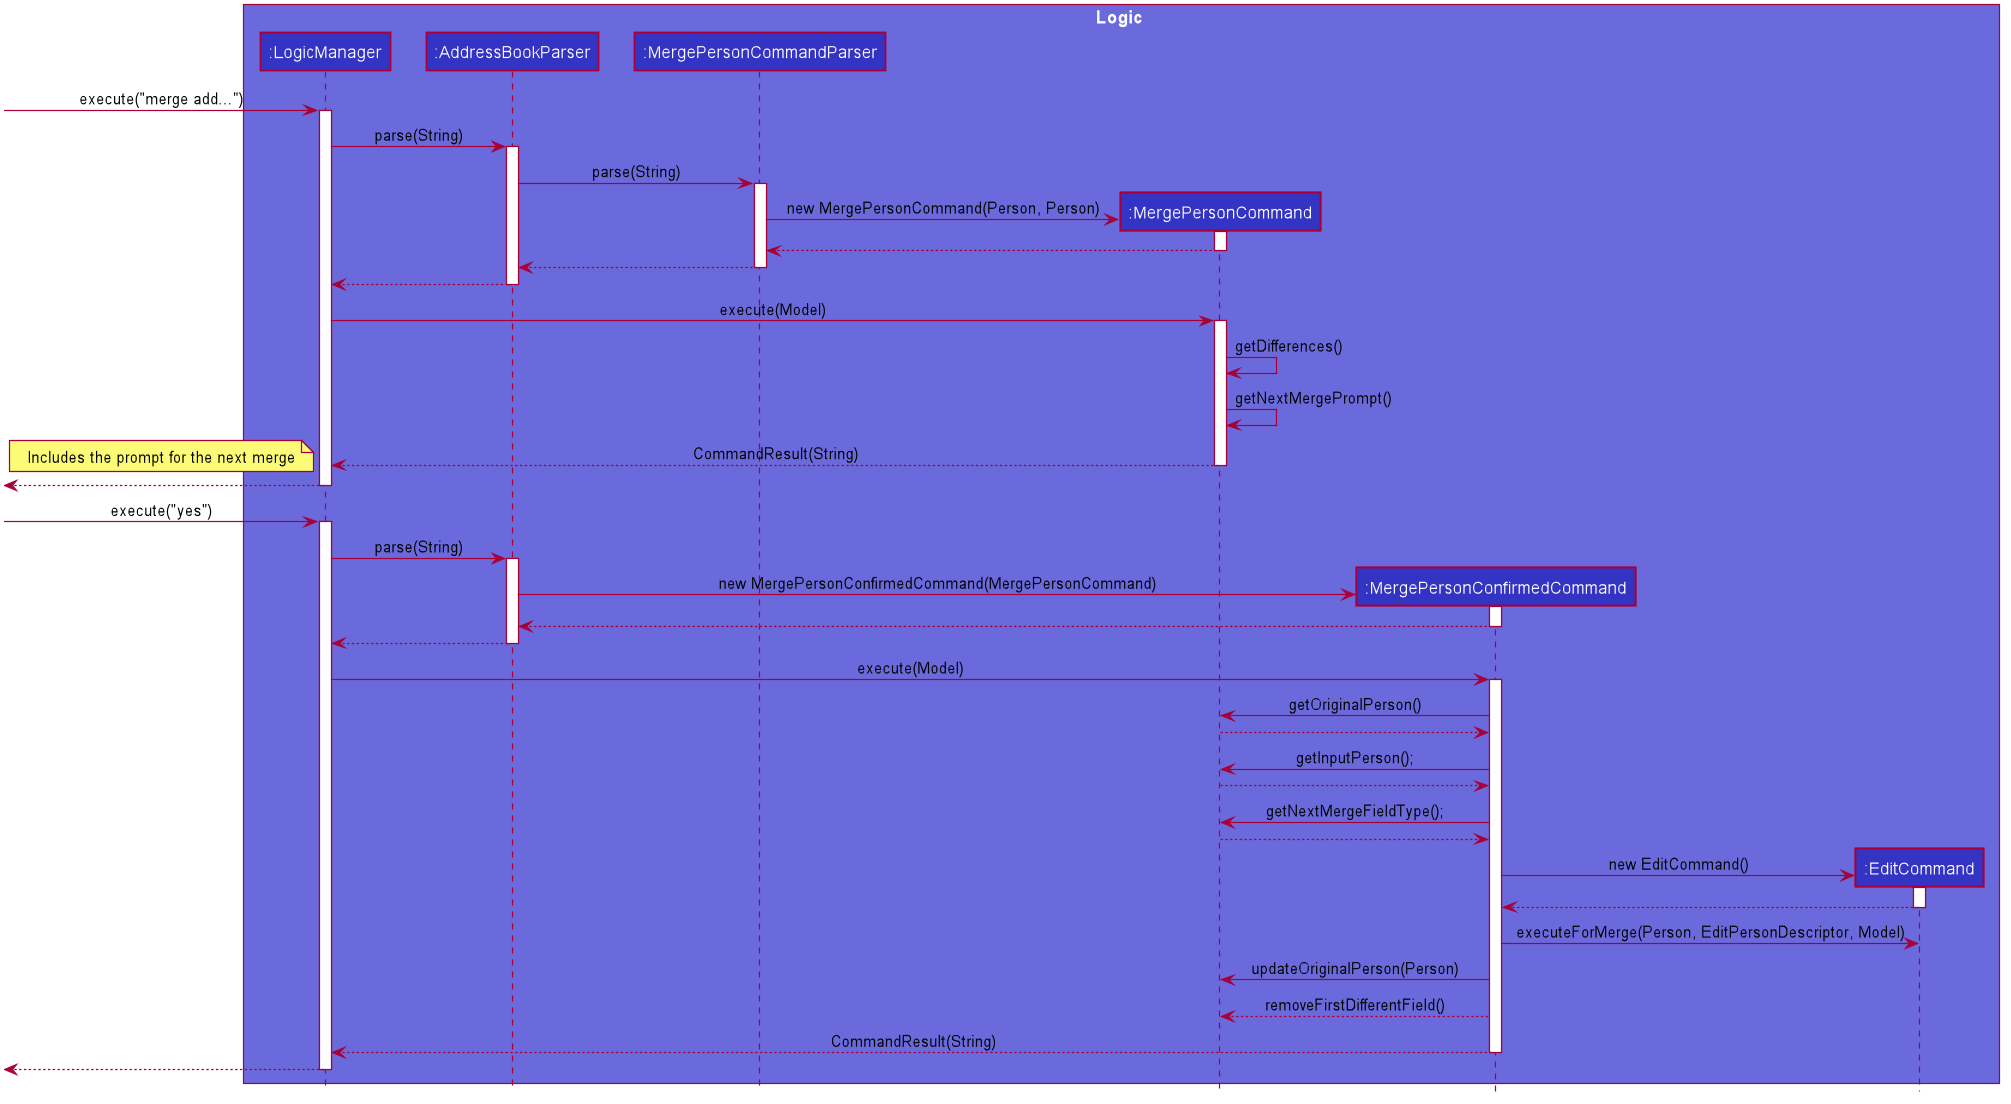 Logic
:LogicManager
:AddressBookParser
:MergePersonCommandParser
execute("merge add...")
parse(String)
parse(String)
new MergePersonCommand(Person, Person)
:MergePersonCommand
execute(Model)
getDifferences()
getNextMergePrompt()
CommandResult(String)
Includes the prompt for the next merge
execute("yes")
parse(String)
new MergePersonConfirmedCommand(MergePersonCommand)
:MergePersonConfirmedCommand
execute(Model)
getOriginalPerson()
getInputPerson();
getNextMergeFieldType();
new EditCommand()
:EditCommand
executeForMerge(Person, EditPersonDescriptor, Model)
updateOriginalPerson(Person)
removeFirstDifferentField()
CommandResult(String)